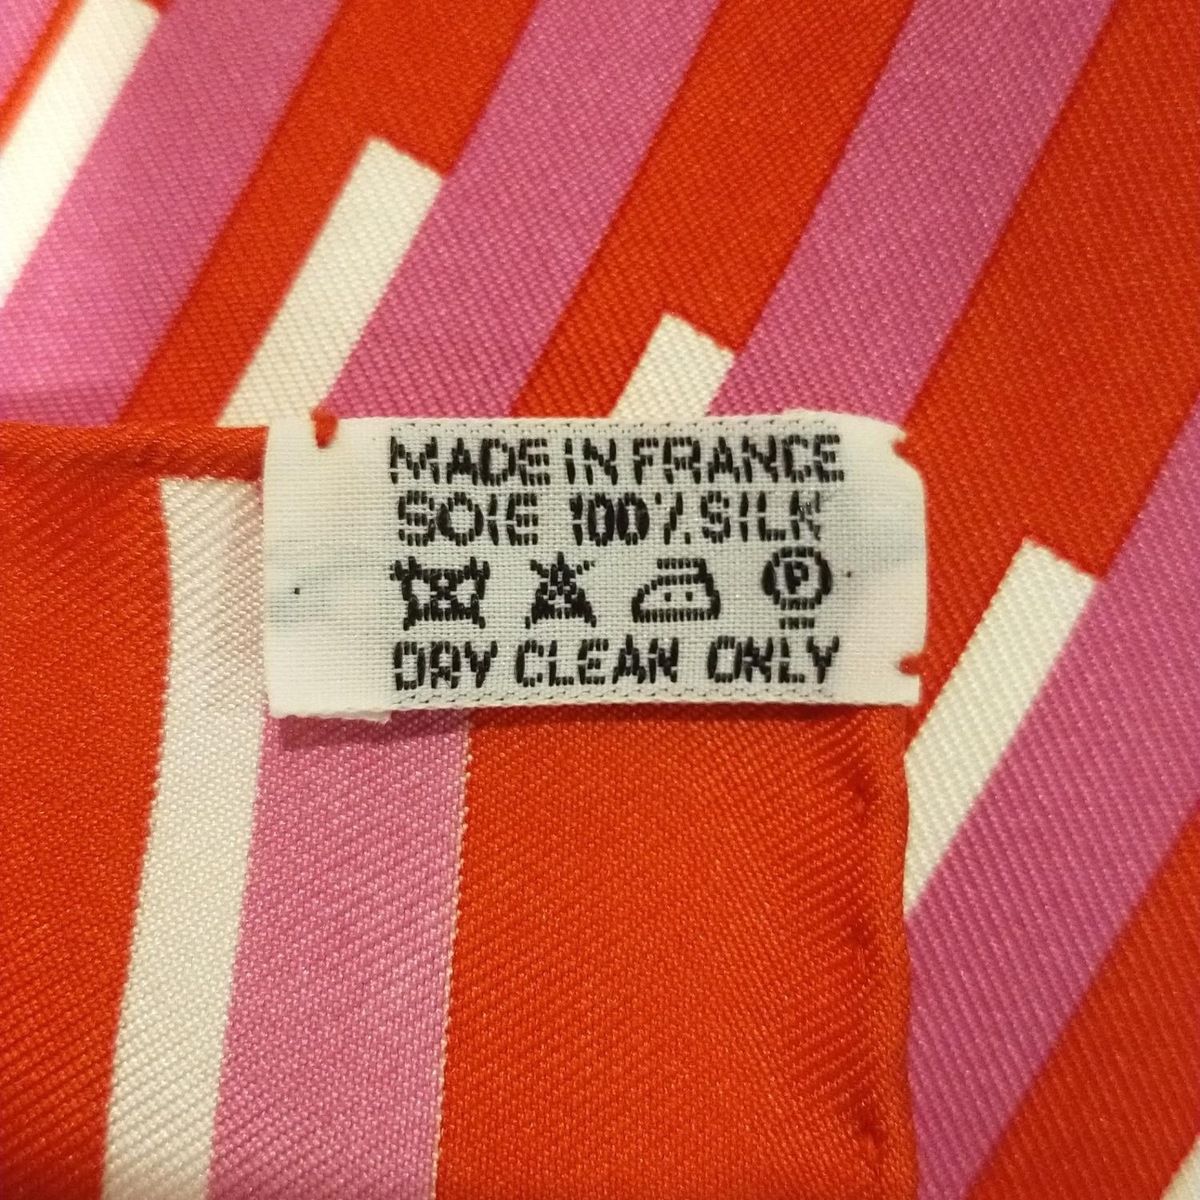 MADE IN FRANCE
SOIE 100% SILK
P
DRY CLEAN ONLY